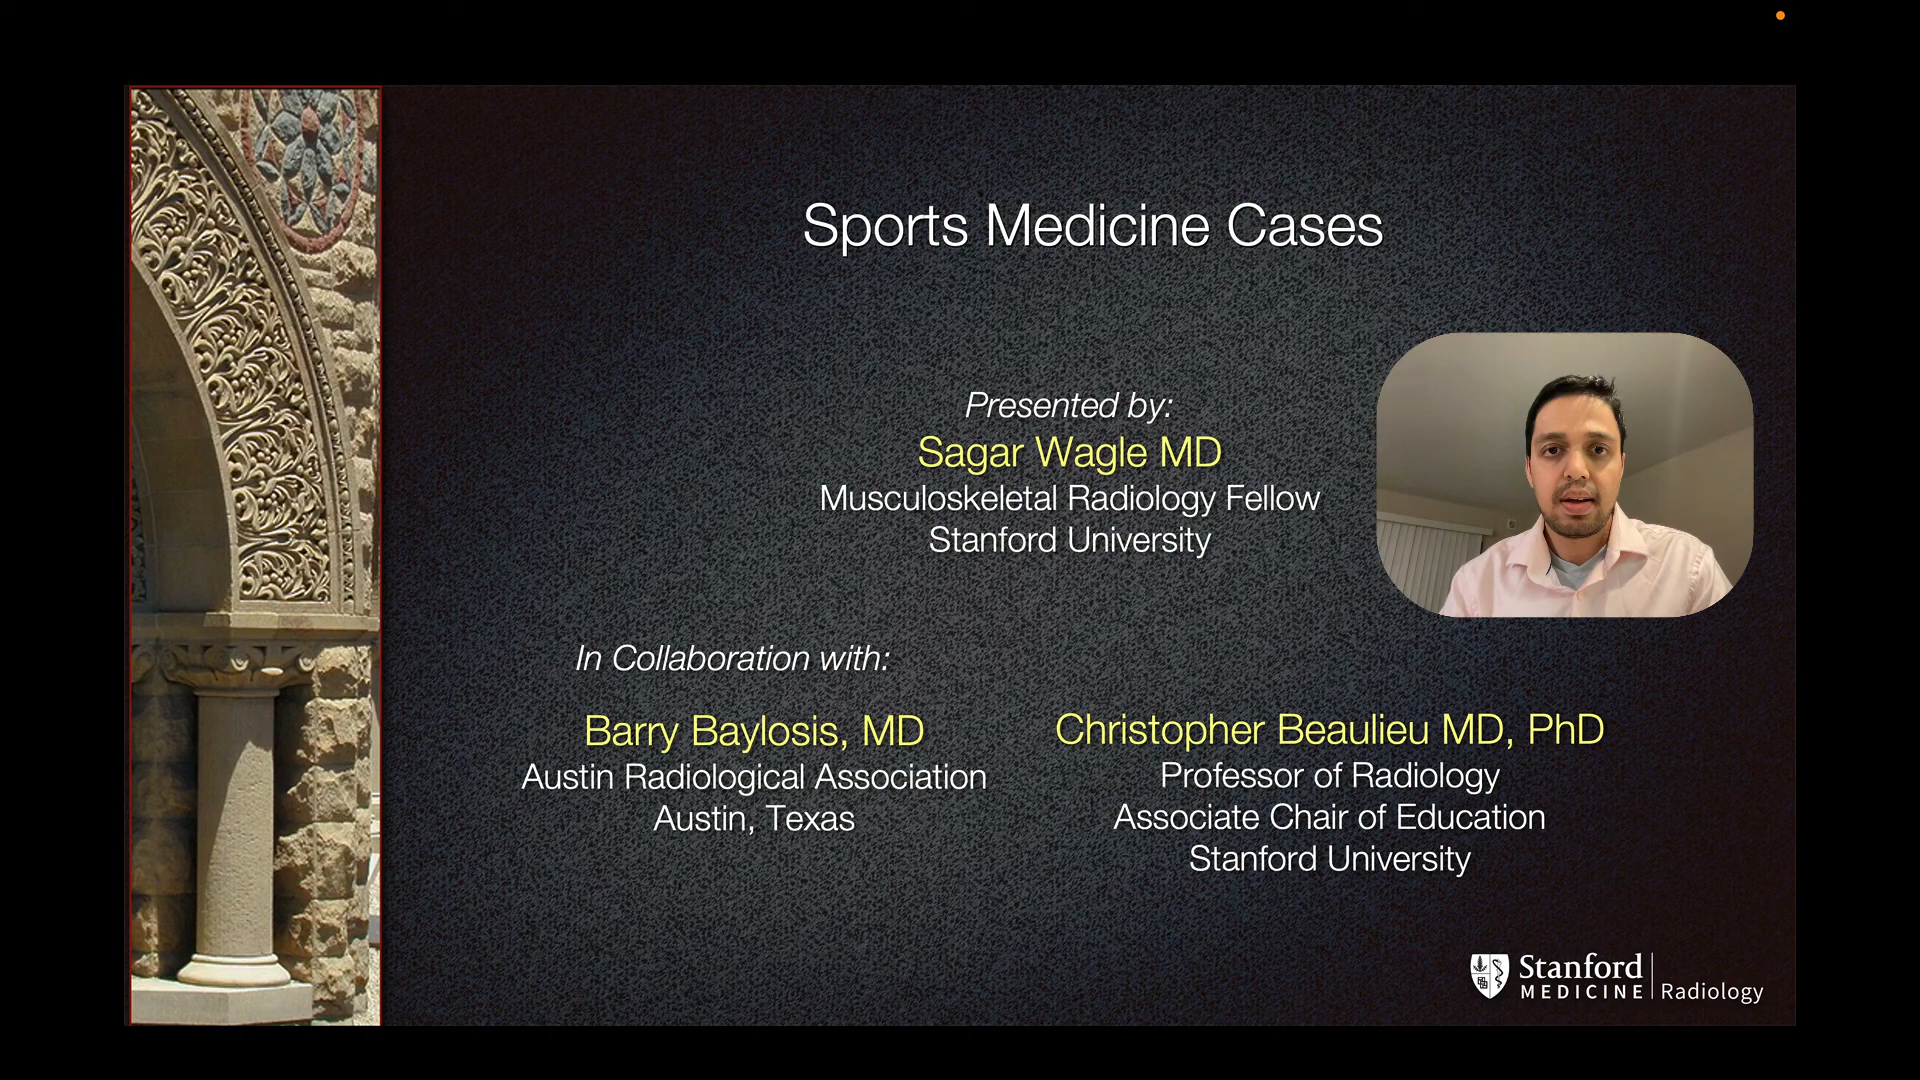 Sports Medicine Cases
Presented by:
Sagar Wagle MD
Musculoskeletal Radiology Fellow
Stanford University
In Collaboration with:
Barry Baylosis, MD
Austin Radiological Association
Austin, Texas
Christopher Beaulieu MD, PhD
Professor of Radiology
Associate Chair of Education
Stanford University
Stanford
MEDICINE
Radiology